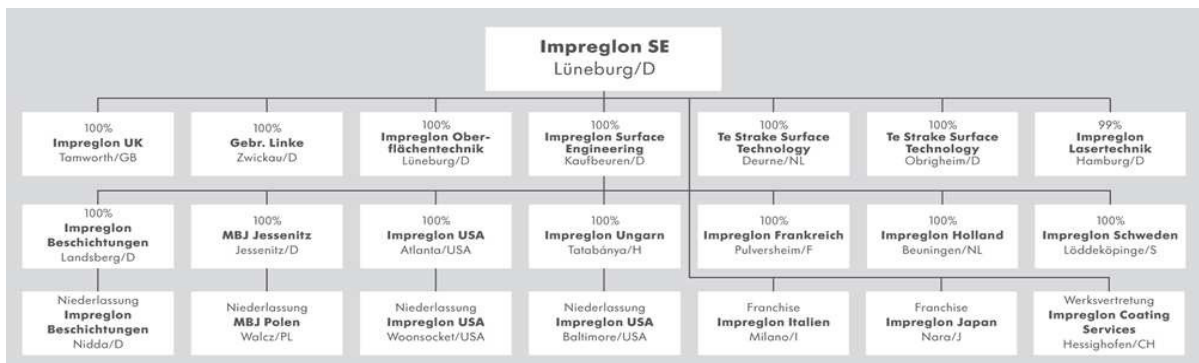 Impreglon SE
Lüneburg/D
100%
Impreglon UK
Tamworth/GB
100%
Gebr. Linke
Zwickau/D
100%
Impreglon Ober-
flächentechnik
Lüneburg/D
100%
Impreglon Surface
Engineering
Kaufbeuren/D
100%
Te Strake Surface
Technology
Deurne/NL
100%
Te Strake Surface
Technology
Obrigheim/D
99%
Impreglon
Lasertechnik
Hamburg/D
100%
Impreglon
Beschichtungen
Landsberg/D
100%
MBJ Jessenitz
Jessenitz/D
100%
Impreglon USA
Atlanta/USA
100%
Impreglon Ungarn
Tatabánya/H
100%
Impreglon Frankreich
Pulversheim/F
100%
Impreglon Holland
Beuningen/NL
100%
Impreglon Schweden
Löddeköpinge/S
Niederlassung
Impreglon
Beschichtungen
Nidda/D
Niederlassung
MBJ Polen
Walcz/PL
Niederlassung
Impreglon USA
Woonsocket/USA
Niederlassung
Impreglon USA
Baltimore/USA
Franchise
Impreglon Italien
Milano/I
Franchise
Impreglon Japan
Nara/J
Werksvertretung
Impreglon Coating
Services
Hessighofen/CH